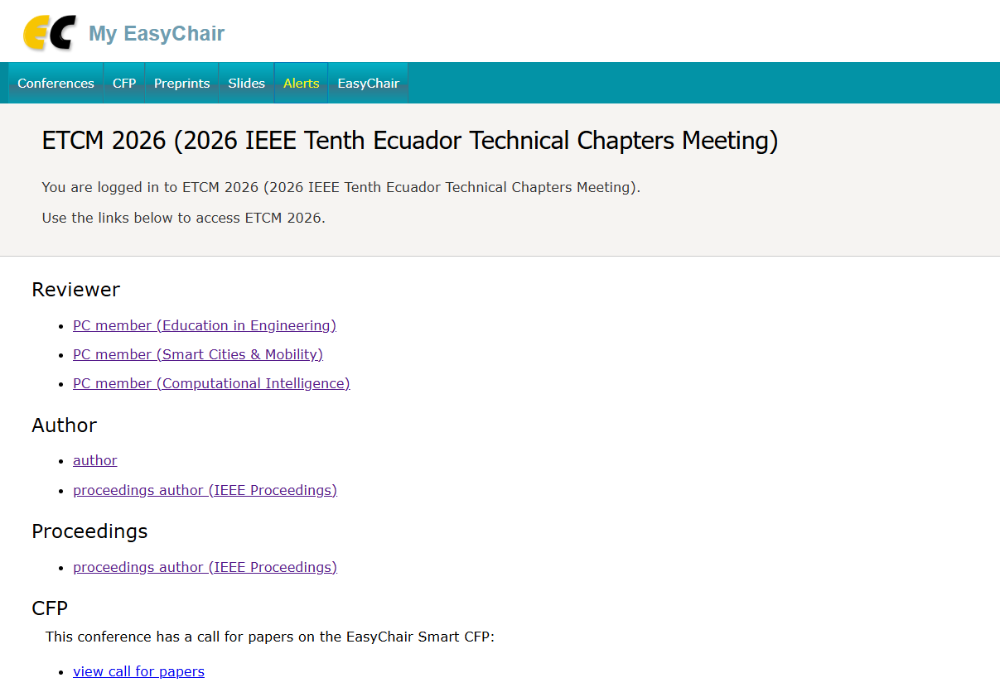 EC My EasyChair
Conferences CFP Preprints Slides Alerts EasyChair
ETCM 2026 (2026 IEEE Tenth Ecuador Technical Chapters Meeting)
You are logged in to ETCM 2026 (2026 IEEE Tenth Ecuador Technical Chapters Meeting).
Use the links below to access ETCM 2026.
Reviewer
• PC member (Education in Engineering)
• PC member (Smart Cities & Mobility)
• PC member (Computational Intelligence)
Author
• author
• proceedings author (IEEE Proceedings)
Proceedings
• proceedings author (IEEE Proceedings)
CFP
This conference has a call for papers on the EasyChair Smart CFP:
• view call for papers